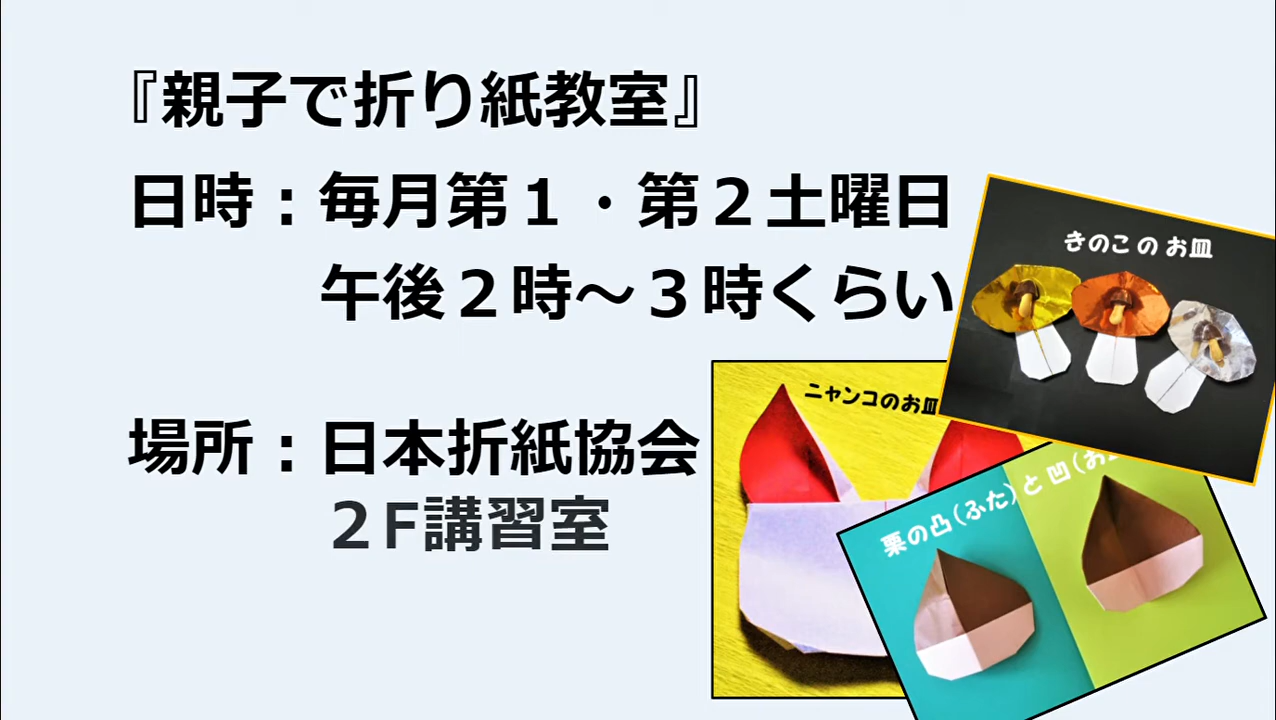 『親子で折り紙教室』
日時：毎月第１・第２土曜日
午後２時～３時くらい
場所：日本折紙協会
２F講習室
きのこ の お皿
ニャンコのお皿
栗の凸(ふた)と凹(お